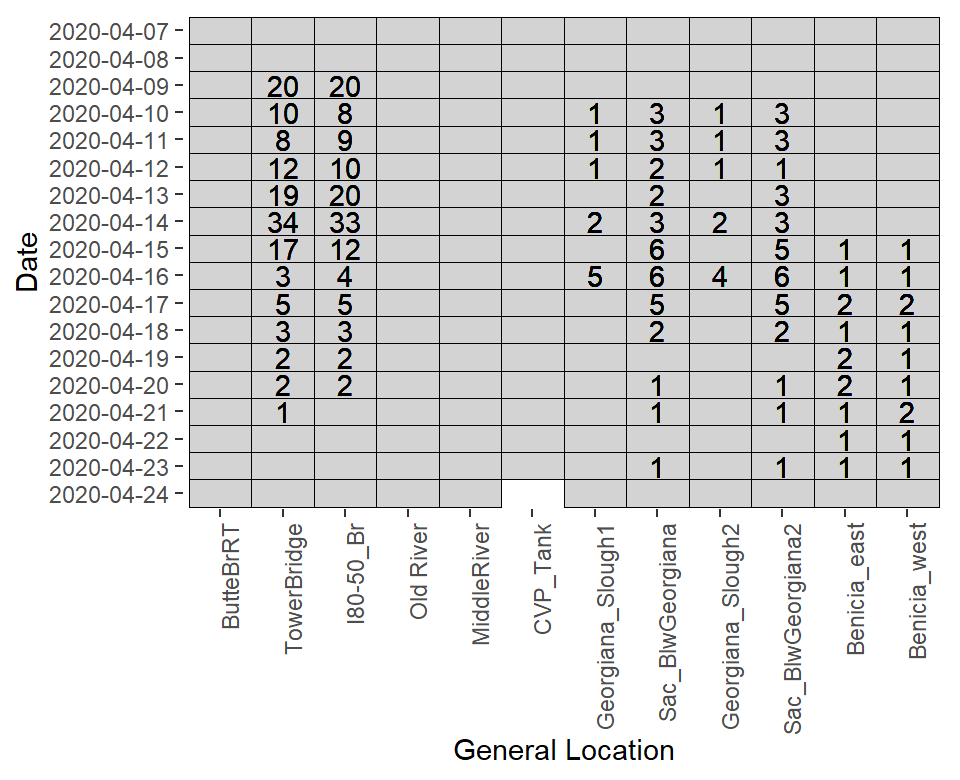 2020-04-07
2020-04-08
2020-04-09 20 20
2020-04-10 10 8 1 3 1 3
2020-04-11 8 9 1 3 1 3
2020-04-12 12 10 1 2 1 1
2020-04-13 19 20 2 3
2020-04-14 34 33 2 3 2 3
2020-04-15 17 12 6 5 1 1
2020-04-16 3 4 5 6 4 6 1 1
2020-04-17 5 5 5 5 2 2
2020-04-18 3 3 2 2 1 1
2020-04-19 2 2 2 1
2020-04-20 2 2 1 1 2 1
2020-04-21 1 1 1 1 2
2020-04-22 1 1
2020-04-23 1 1 1 1
2020-04-24
Date
ButteBrRT
TowerBridge
I80-50_Br
Old River
MiddleRiver
CVP_Tank
Georgiana_Slough1
Sac_BlwGeorgiana
Georgiana_Slough2
Sac_BlwGeorgiana2
Benicia_east
Benicia_west
General Location